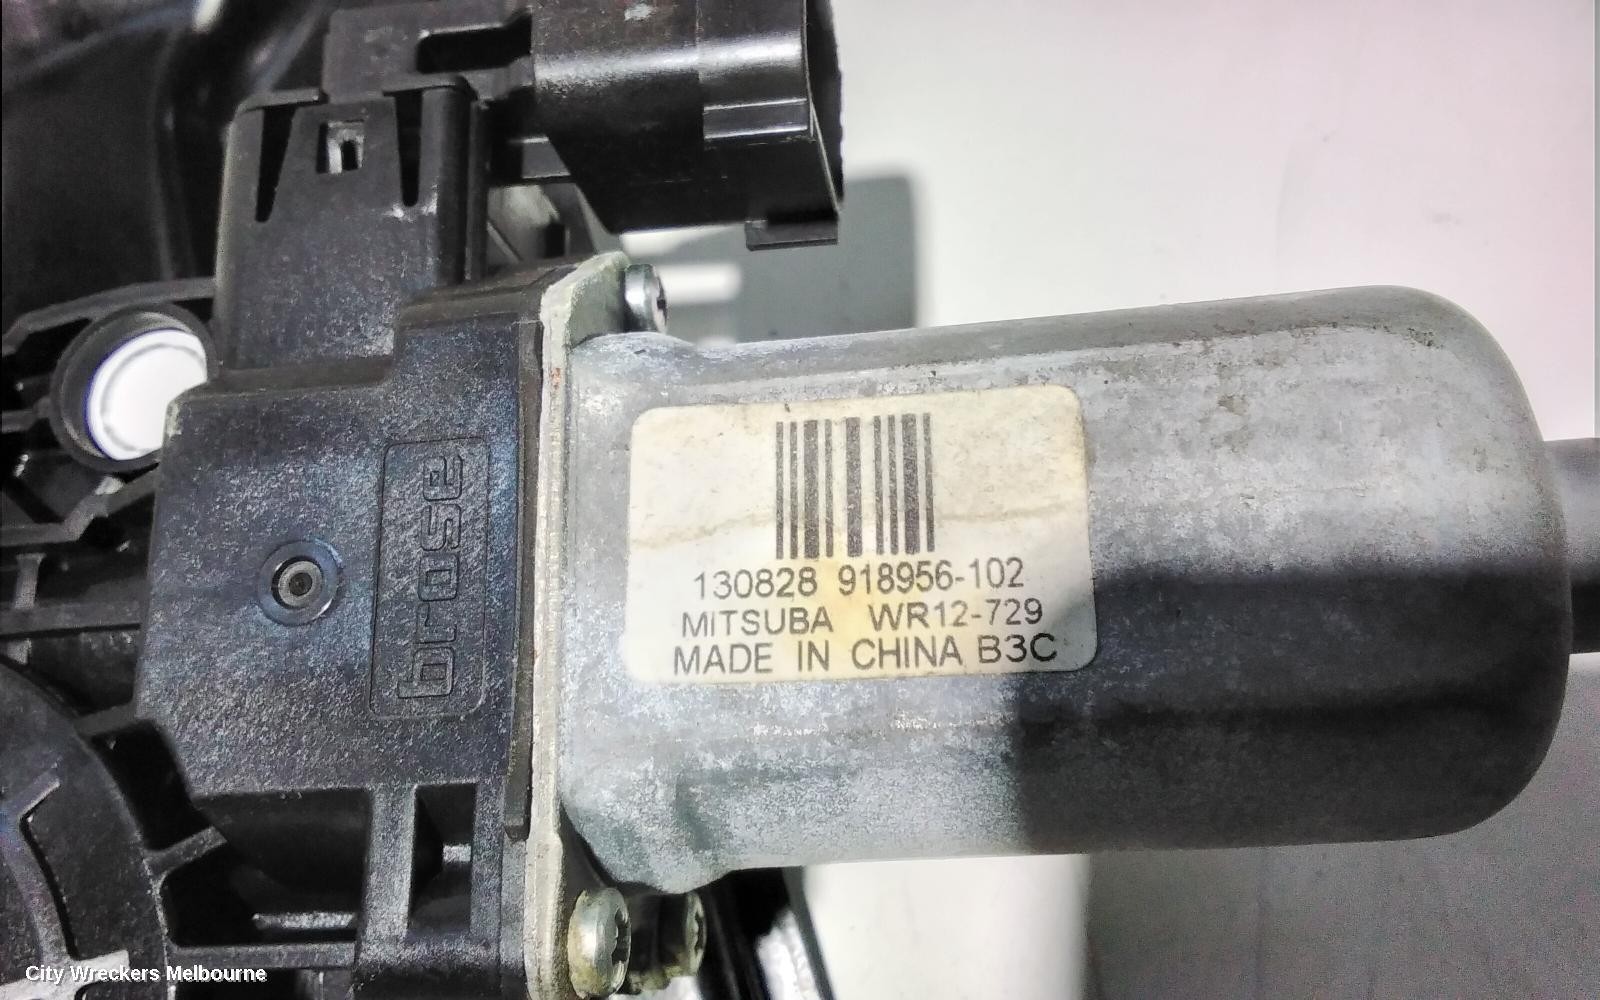 brose
130828 918956-102
MITSUBA WR12-729
MADE IN CHINA B3C
City Wreckers Melbourne